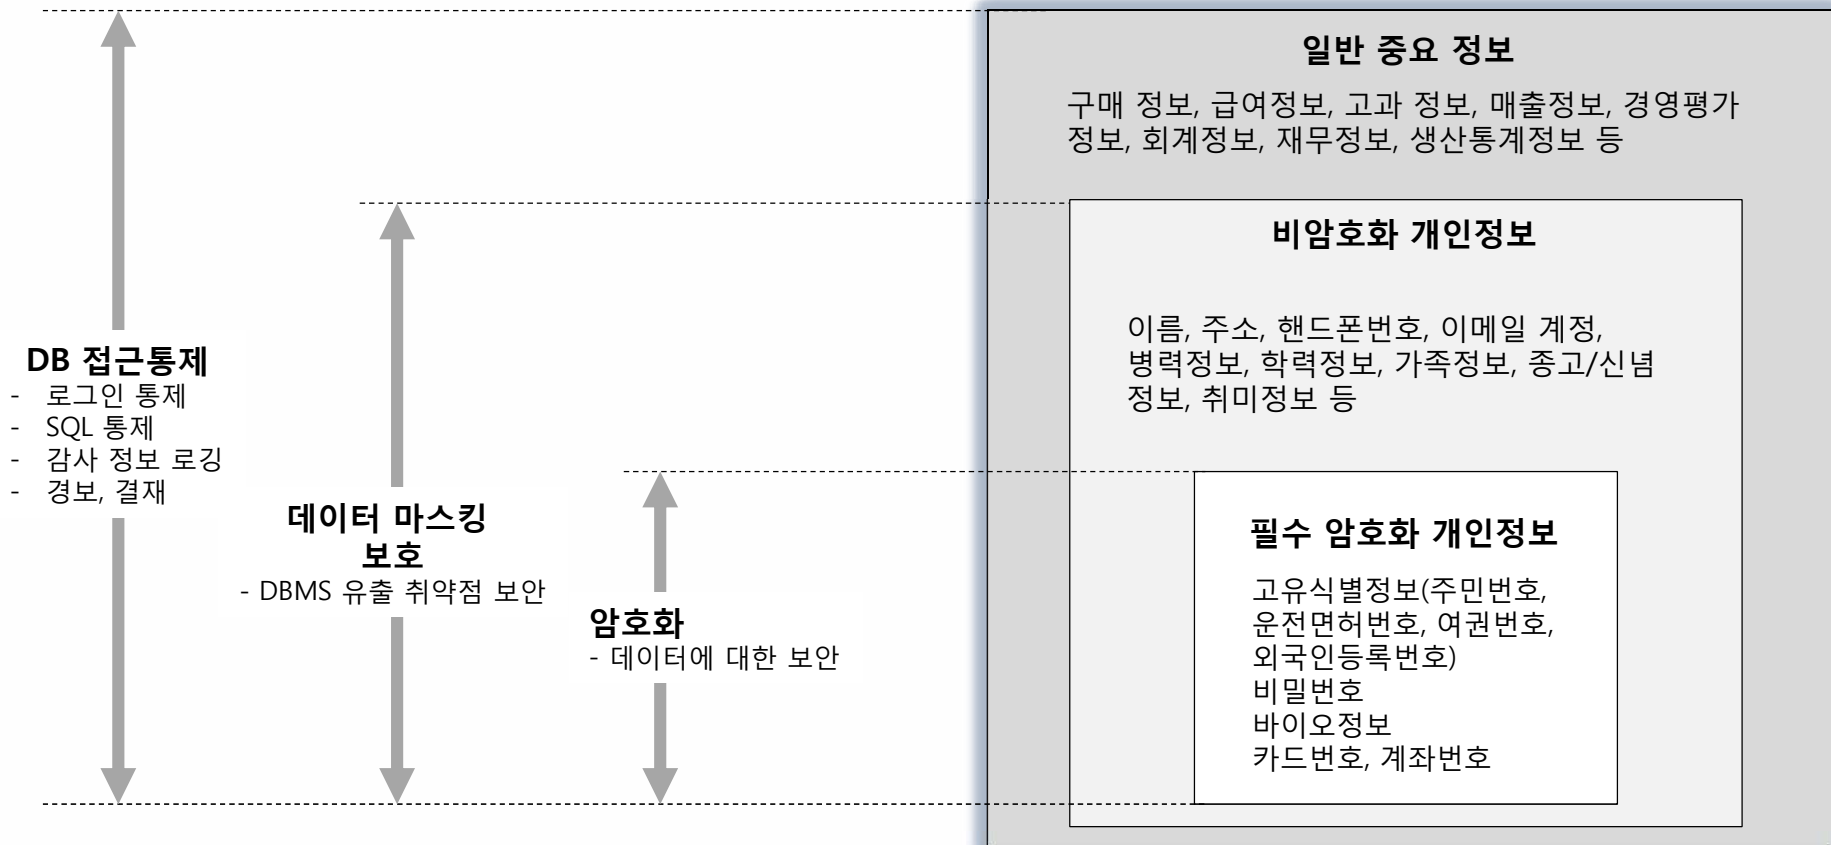 일반 중요 정보
구매 정보, 급여정보, 고과 정보, 매출정보, 경영평가
정보, 회계정보, 재무정보, 생산통계정보 등
비암호화 개인정보
이름, 주소, 핸드폰번호, 이메일 계정,
병력정보, 학력정보, 가족정보, 종고/신념
정보, 취미정보 등
필수 암호화 개인정보
고유식별정보(주민번호,
운전면허번호, 여권번호,
외국인등록번호)
비밀번호
바이오정보
카드번호, 계좌번호
DB 접근통제
- 로그인 통제
- SQL 통제
- 감사 정보 로깅
- 경보, 결재
데이터 마스킹
보호
- DBMS 유출 취약점 보안
암호화
- 데이터에 대한 보안